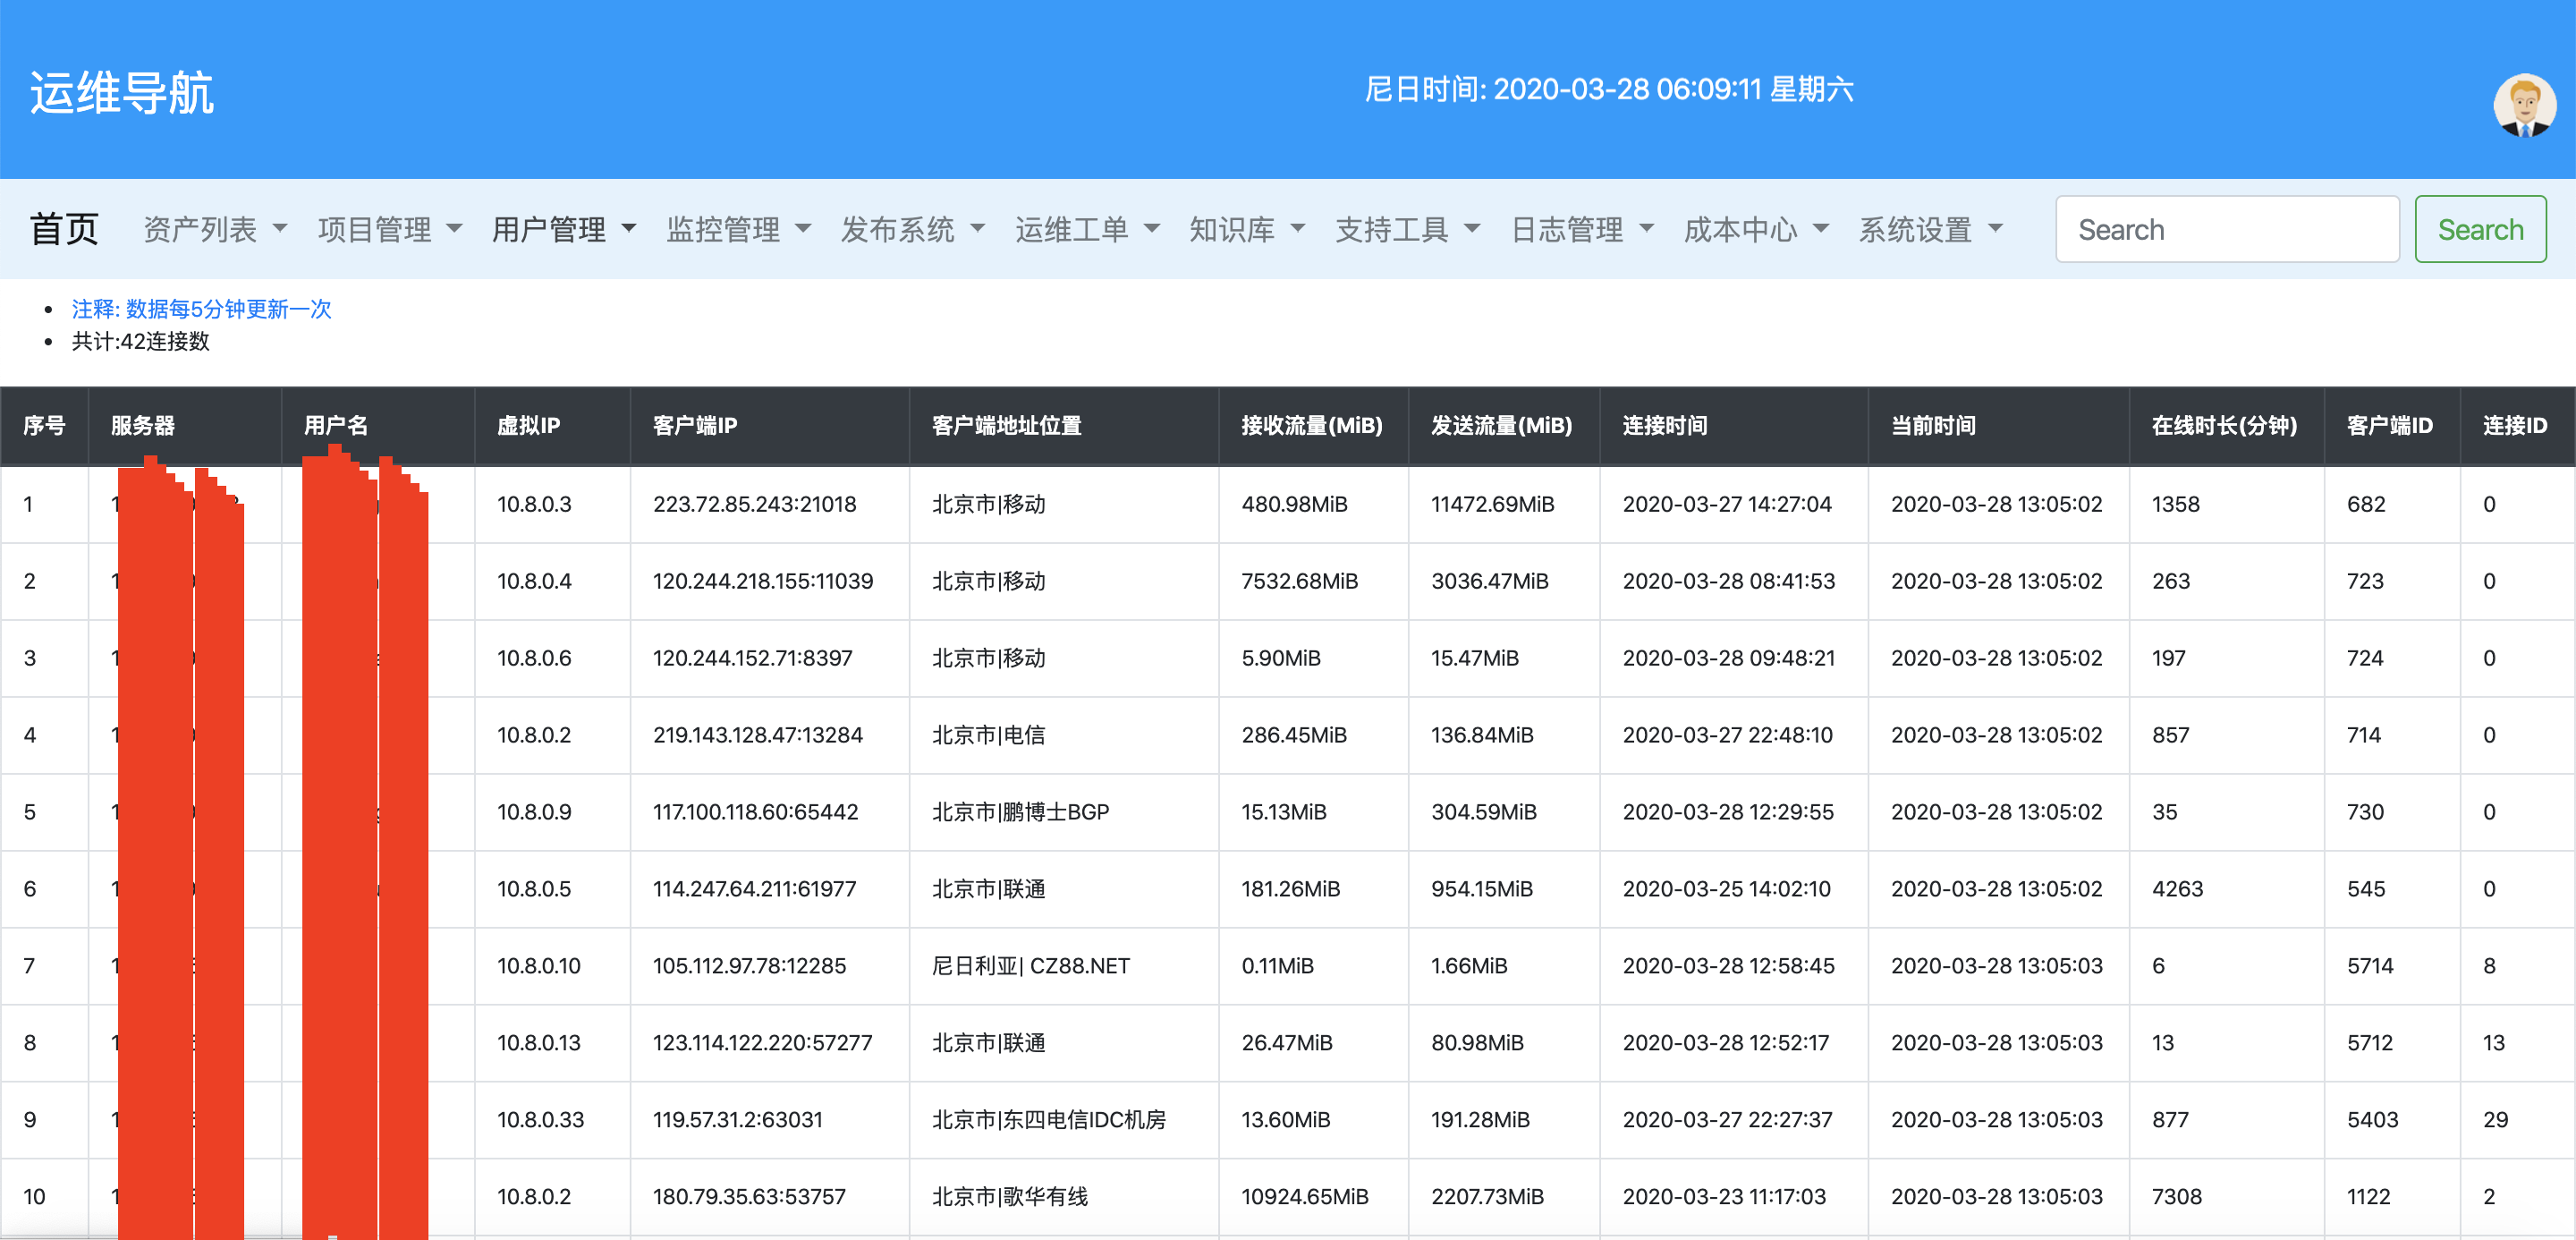 运维导航
尼日时间: 2020-03-28 06:09:11 星期六
首页 资产列表 项目管理 用户管理 监控管理 发布系统 运维工单 知识库 支持工具 日志管理 成本中心 系统设置 Search Search
注释: 数据每5分钟更新一次
共计:42连接数
序号 服务器 用户名 虚拟IP 客户端IP 客户端地址位置 接收流量(MiB) 发送流量(MiB) 连接时间 当前时间 在线时长(分钟) 客户端ID 连接ID
1 10.8.0.3 223.72.85.243:21018 北京市|移动 480.98MiB 11472.69MiB 2020-03-27 14:27:04 2020-03-28 13:05:02 1358 682 0
2 10.8.0.4 120.244.218.155:11039 北京市|移动 7532.68MiB 3036.47MiB 2020-03-28 08:41:53 2020-03-28 13:05:02 263 723 0
3 10.8.0.6 120.244.152.71:8397 北京市|移动 5.90MiB 15.47MiB 2020-03-28 09:48:21 2020-03-28 13:05:02 197 724 0
4 10.8.0.2 219.143.128.47:13284 北京市|电信 286.45MiB 136.84MiB 2020-03-27 22:48:10 2020-03-28 13:05:02 857 714 0
5 10.8.0.9 117.100.118.60:65442 北京市|鹏博士BGP 15.13MiB 304.59MiB 2020-03-28 12:29:55 2020-03-28 13:05:02 35 730 0
6 10.8.0.5 114.247.64.211:61977 北京市|联通 181.26MiB 954.15MiB 2020-03-25 14:02:10 2020-03-28 13:05:02 4263 545 0
7 10.8.0.10 105.112.97.78:12285 尼日利亚| CZ88.NET 0.11MiB 1.66MiB 2020-03-28 12:58:45 2020-03-28 13:05:03 6 5714 8
8 10.8.0.13 123.114.122.220:57277 北京市|联通 26.47MiB 80.98MiB 2020-03-28 12:52:17 2020-03-28 13:05:03 13 5712 13
9 10.8.0.33 119.57.31.2:63031 北京市|东四电信IDC机房 13.60MiB 191.28MiB 2020-03-27 22:27:37 2020-03-28 13:05:03 877 5403 29
10 10.8.0.2 180.79.35.63:53757 北京市|歌华有线 10924.65MiB 2207.73MiB 2020-03-23 11:17:03 2020-03-28 13:05:03 7308 1122 2